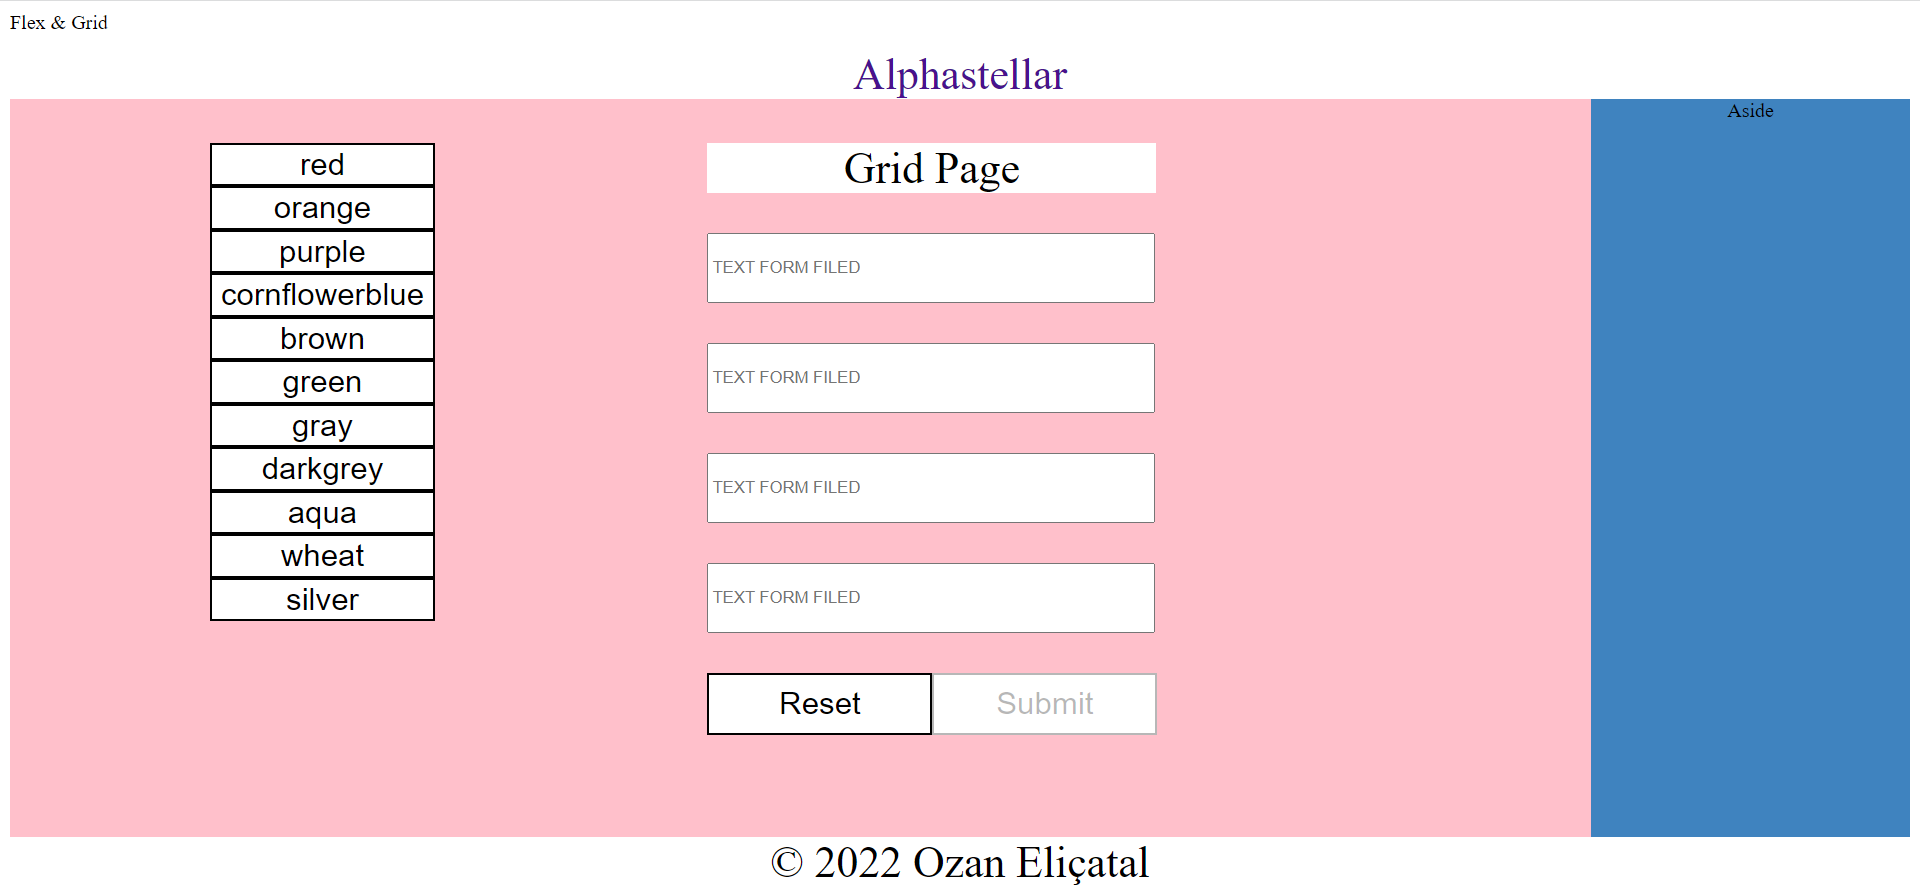 Flex & Grid
Alphastellar
Aside
red
orange
purple
cornflowerblue
brown
green
gray
darkgrey
aqua
wheat
silver
Grid Page
TEXT FORM FILED
TEXT FORM FILED
TEXT FORM FILED
TEXT FORM FILED
Reset Submit
© 2022 Ozan Eliçatal